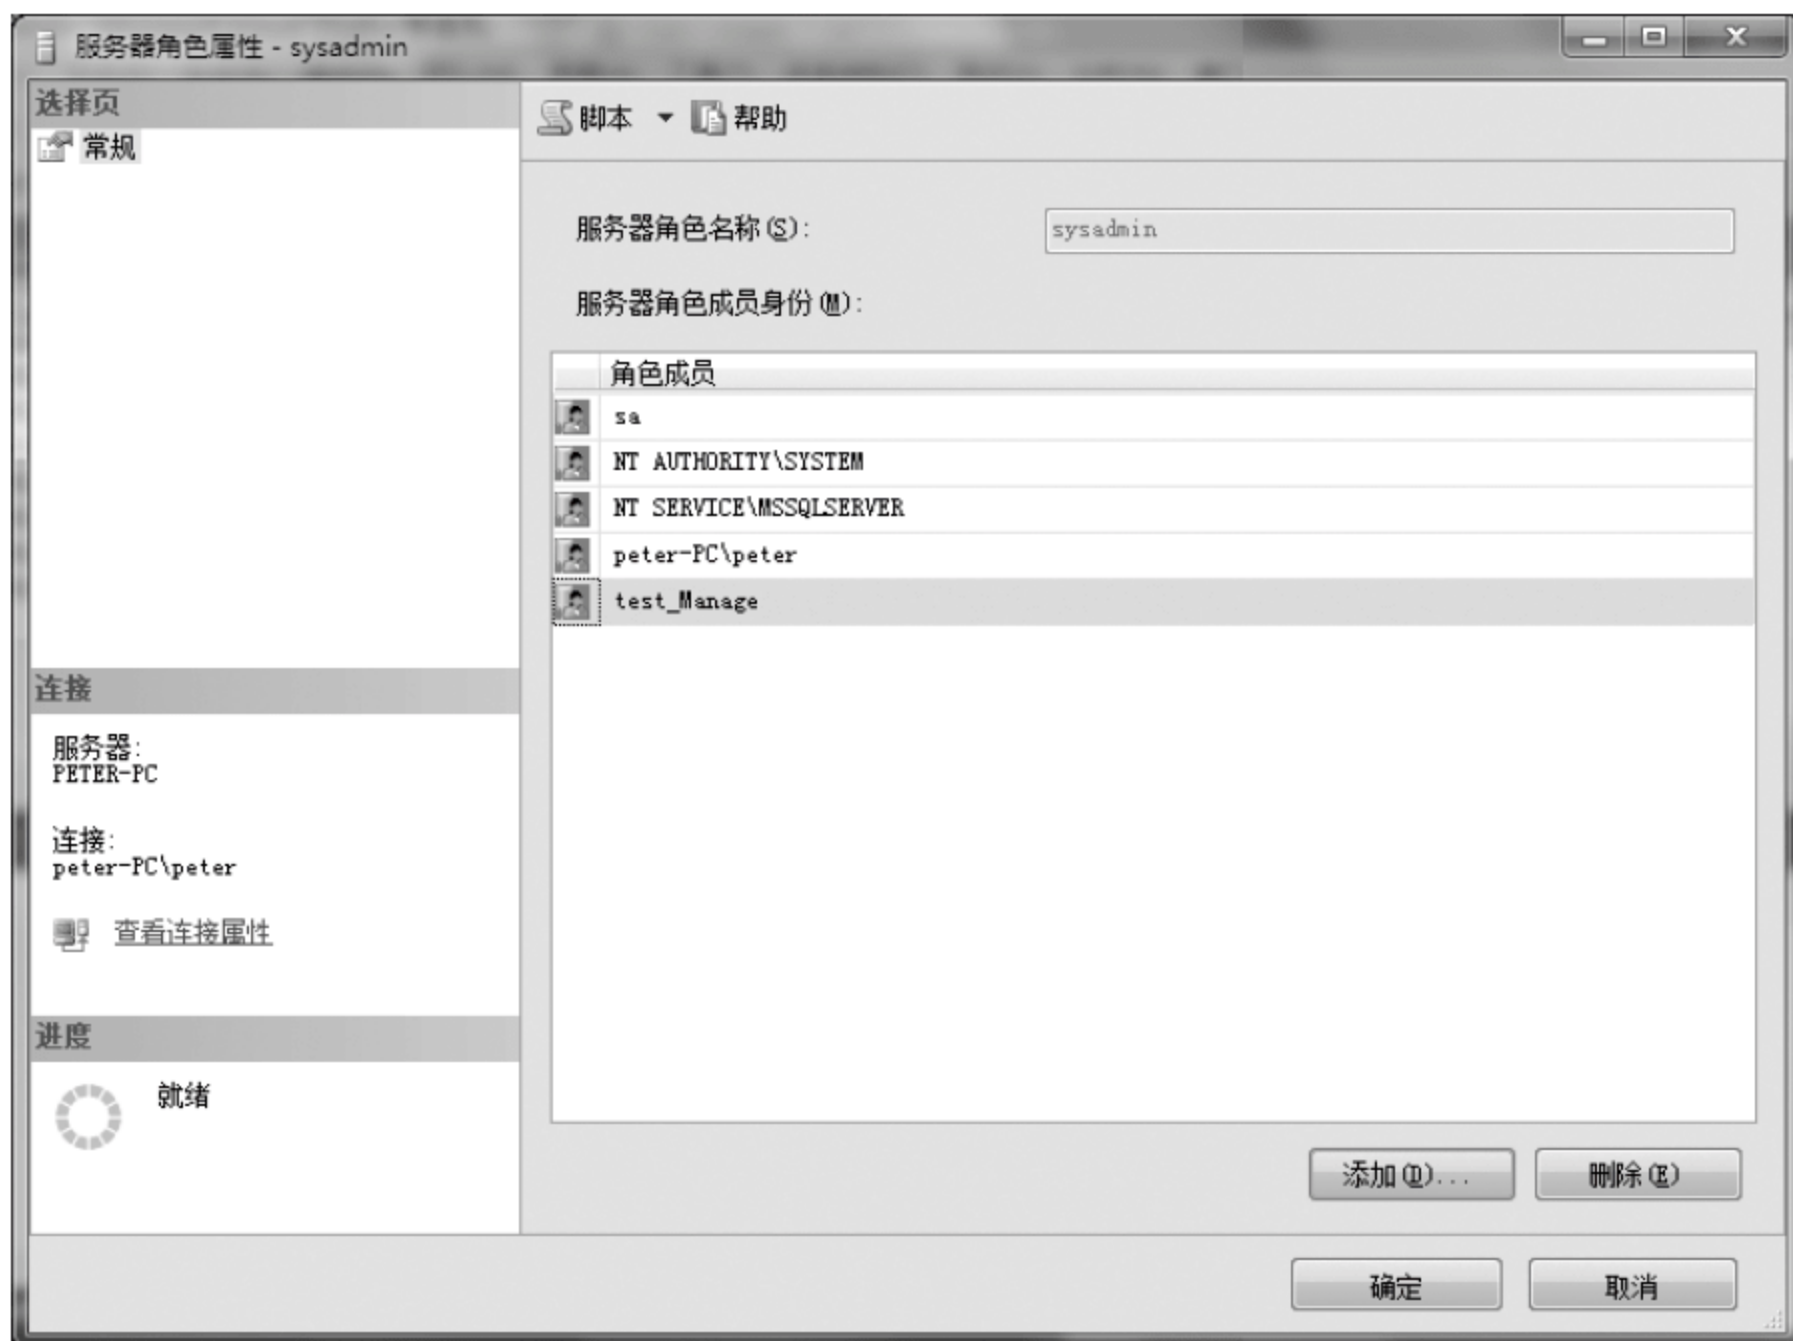 服务器角色属性 - sysadmin
选择页
常规
脚本
帮助
服务器角色名称(S):
sysadmin
服务器角色成员身份(M):
角色成员
sa
NT AUTHORITY\SYSTEM
NT SERVICE\MSSQLSERVER
peter-PC\peter
test_Manage
连接
服务器:
PETER-PC
连接:
peter-PC\peter
查看连接属性
进度
就绪
添加(D)...
删除(E)
确定
取消